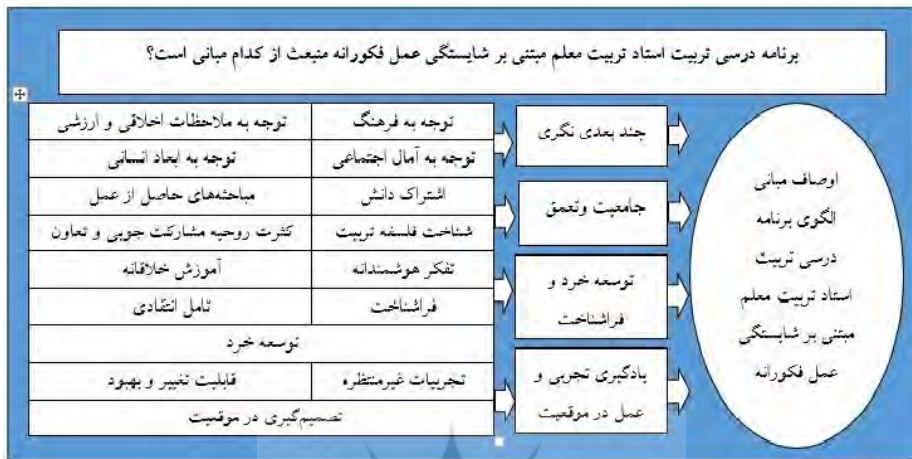 برنامه درسی تربیت استاد تربیت معلم مبتنی بر شایستگی عمل فکورانه منبعث از کدام مبانی است؟
اوصاف مبانی
الگوی برنامه
درسی تربیت
استاد تربیت معلم
مبتنی بر شایستگی
عمل فکورانه
چند بعدی نگری
توجه به فرهنگ
توجه به ملاحظات اخلاقی و ارزشی
توجه به آمال اجتماعی
توجه به ابعاد انسانی
جامعیت وتعمق
اشتراک دانش
مباحثه‌های حاصل از عمل
شناخت فلسفه تربیت
کثرت روحیه مشارکت جویی و تعاون
توسعه خرد و
فراشناخت
تفکر هوشمندانه
آموزش خلاقانه
فراشناخت
تامل انتقادی
توسعه خرد
یادگیری تجربی و
عمل در موقعیت
تجربیات غیرمنتظره
قابلیت تغییر و بهبود
تصمیم‌گیری در موقعیت